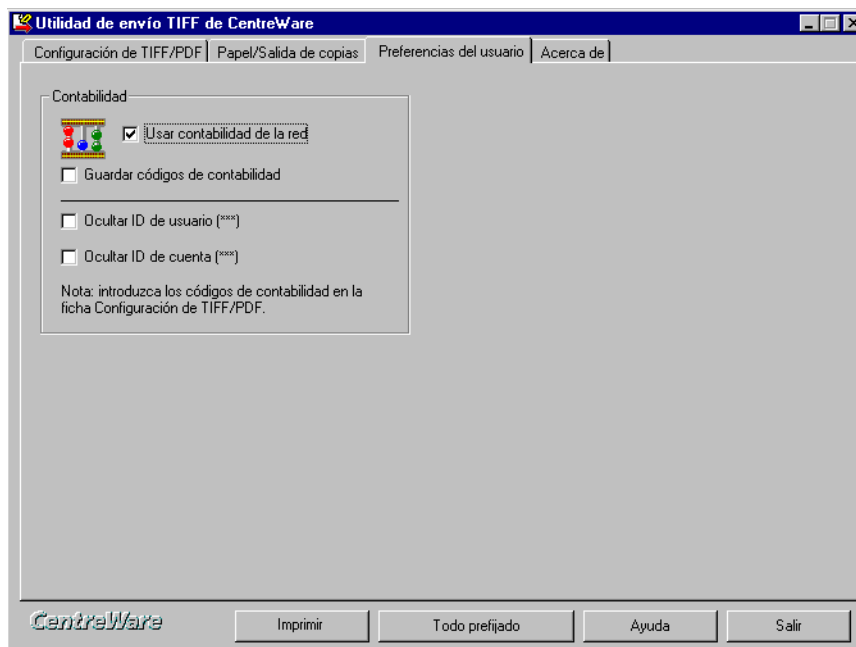 Utilidad de envío TIFF de CentreWare
Configuración de TIFF/PDF Papel/Salida de copias Preferencias del usuario Acerca de
Contabilidad
Usar contabilidad de la red
Guardar códigos de contabilidad
Ocultar ID de usuario (***)
Ocultar ID de cuenta (***)
Nota: introduzca los códigos de contabilidad en la
ficha Configuración de TIFF/PDF.
CentreWare Imprimir Todo prefijado Ayuda Salir